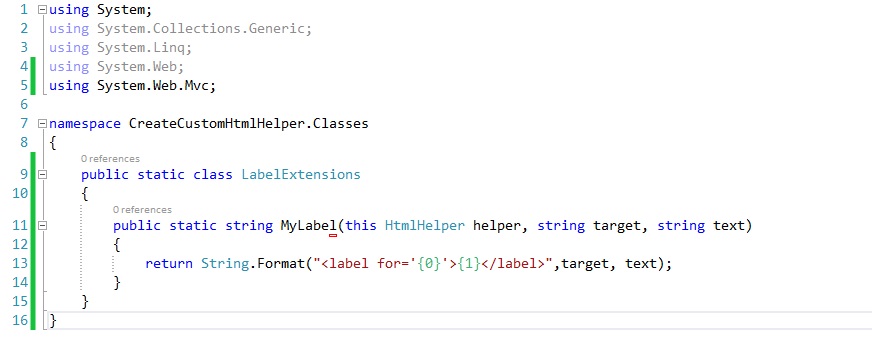 1 using System;
2 using System.Collections.Generic;
3 using System.Linq;
4 using System.Web;
5 using System.Web.Mvc;
6
7 namespace CreateCustomHtmlHelper.Classes
8 {
0 references
9 public static class LabelExtensions
10 {
0 references
11 public static string MyLabel(this HtmlHelper helper, string target, string text)
12 {
13 return String.Format("<label for='{0}'>{1}</label>",target, text);
14 }
15 }
16 }